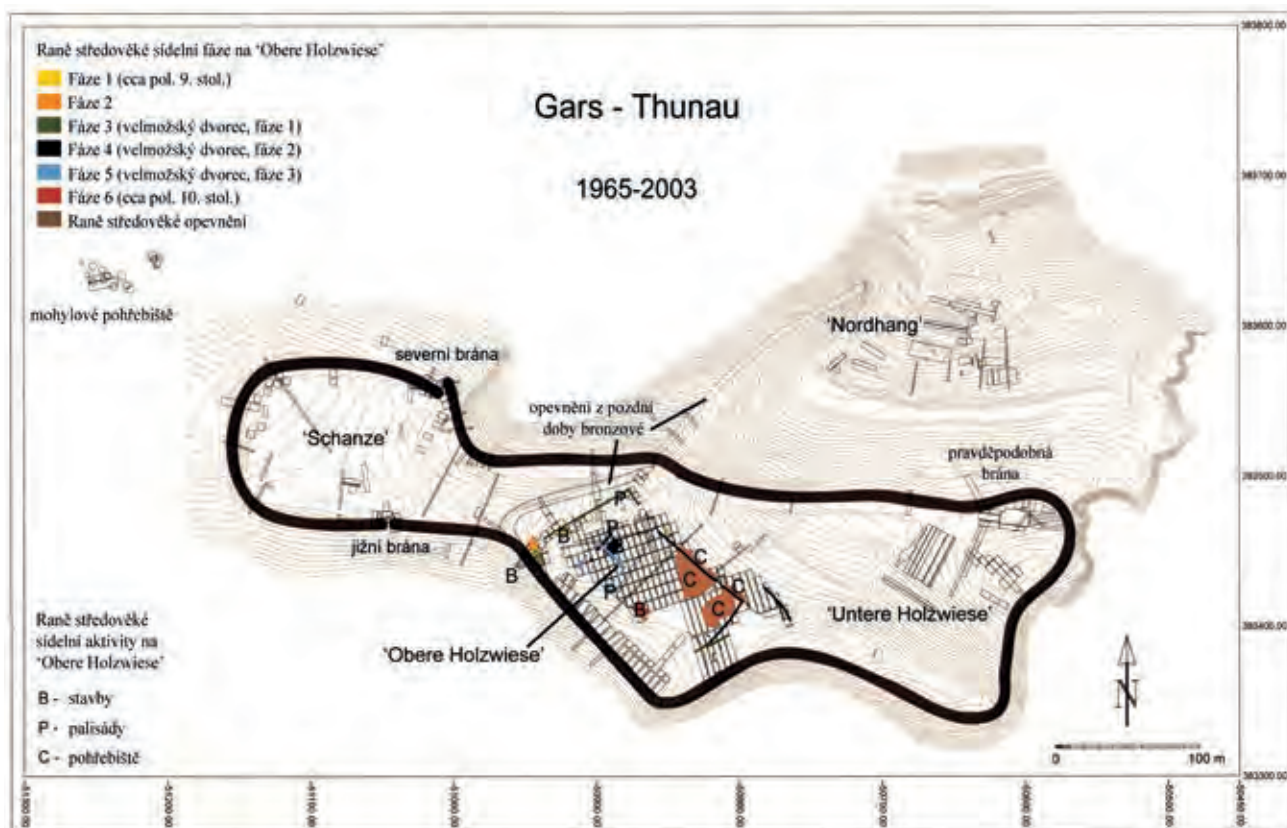 Raně středověké sídelní fáze na 'Obere Holzwiese'
Fáze 1 (cca pol. 9. stol.)
Fáze 2
Fáze 3 (velmožský dvorec, fáze 1)
Fáze 4 (velmožský dvorec, fáze 2)
Fáze 5 (velmožský dvorec, fáze 3)
Fáze 6 (cca pol. 10. stol.)
Raně středověké opevnění
Gars - Thunau
1965-2003
mohylové pohřebiště
severní brána
'Nordhang'
opevnění z pozdní
doby bronzové
'Schanze'
pravděpodobná
brána
jižní brána
P
B
P
B
P
B
C
C
C
C
'Obere Holzwiese'
'Untere Holzwiese'
Raně středověké
sídelní aktivity na
'Obere Holzwiese'
B - stavby
P - palisády
C - pohřebiště
N
0 100 m